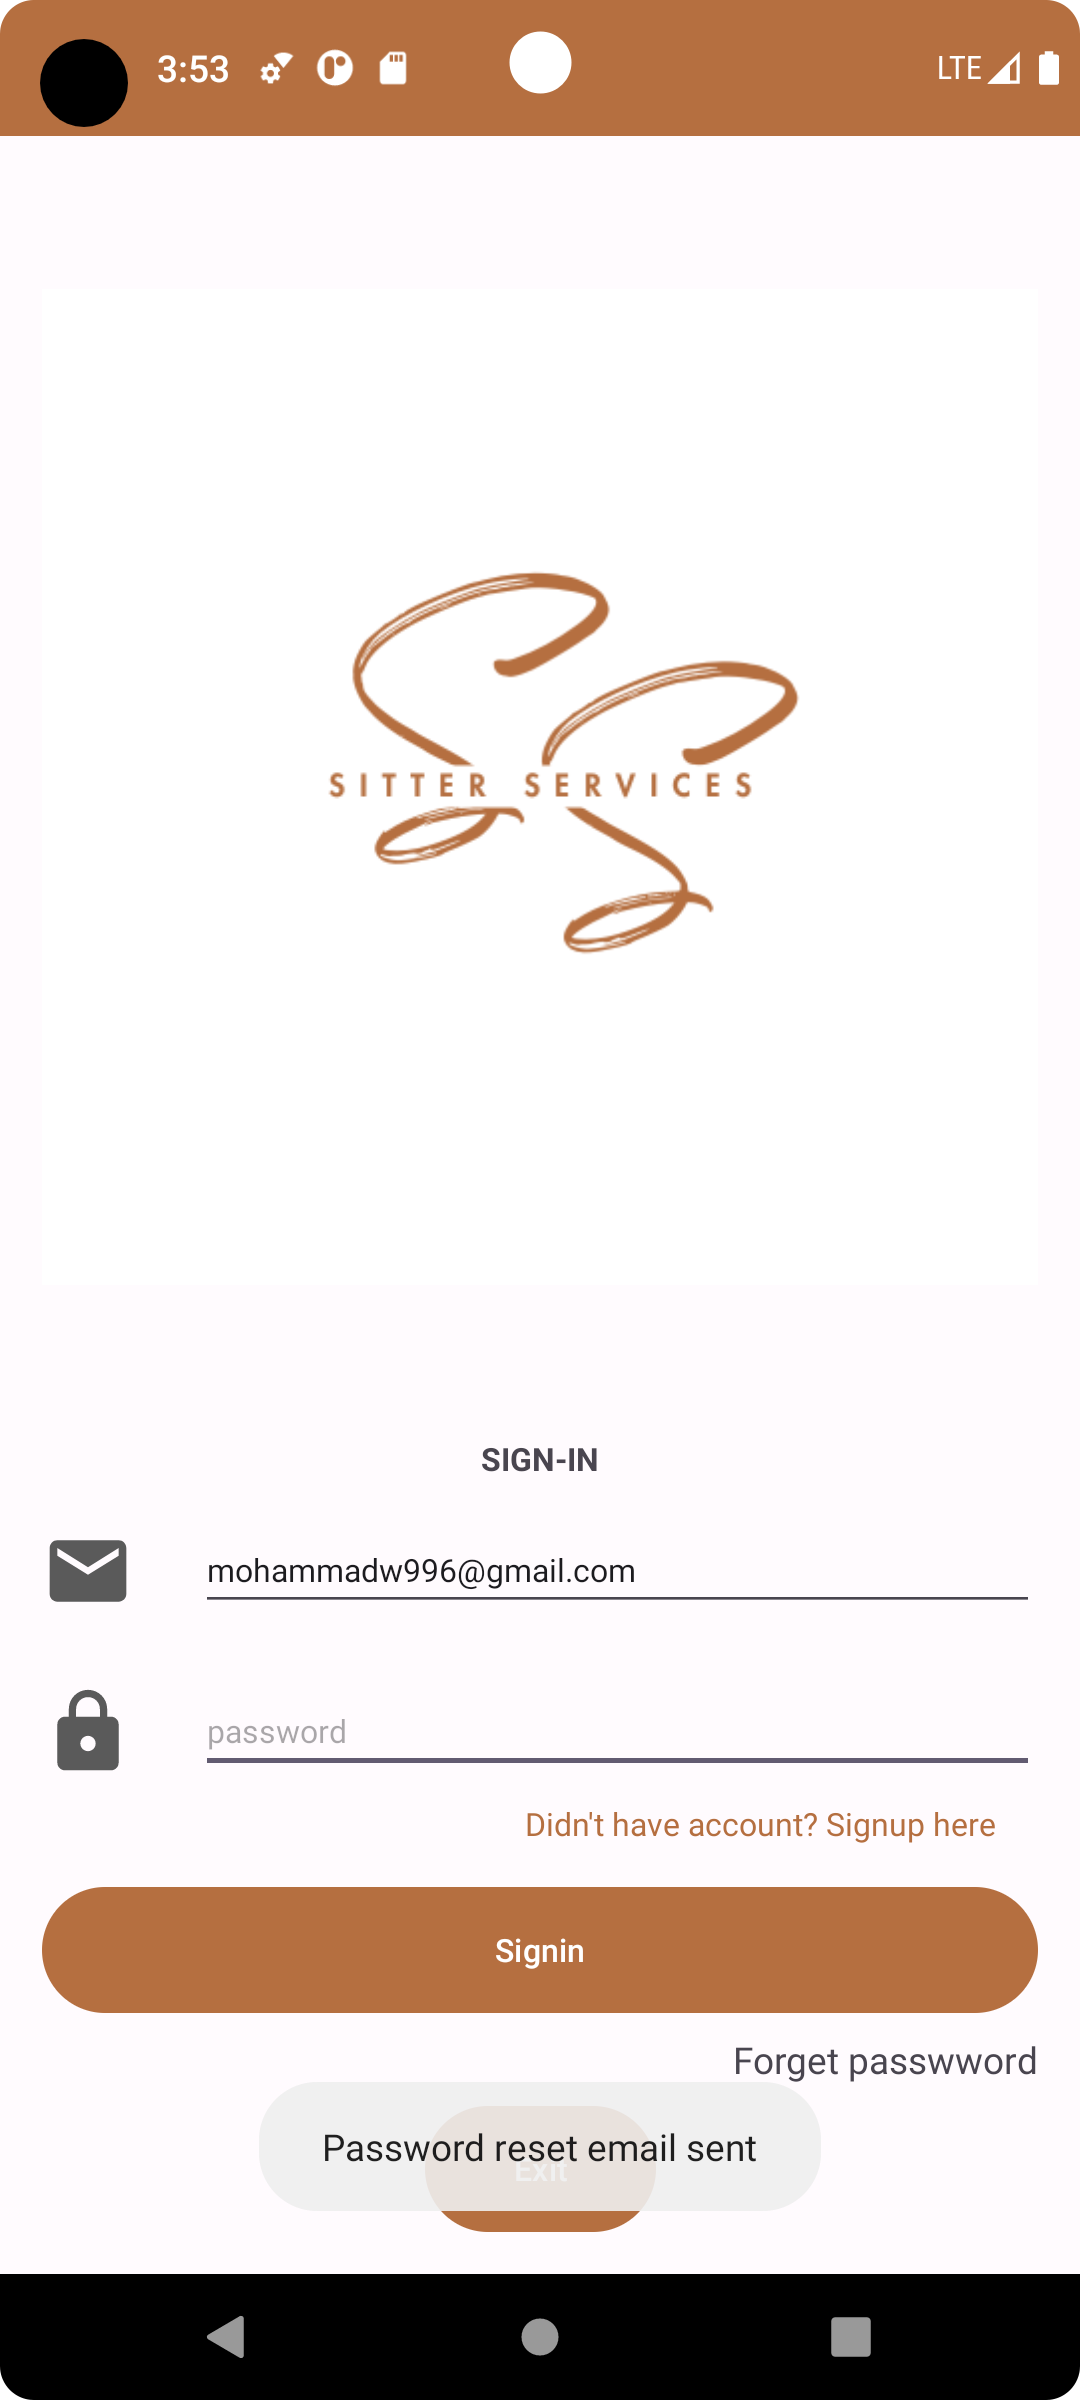 3:53
LTE
SITTER SERVICES
SIGN-IN
mohammadw996@gmail.com
password
Didn't have account? Signup here
Signin
Forget passwword
Password reset email sent
Exit